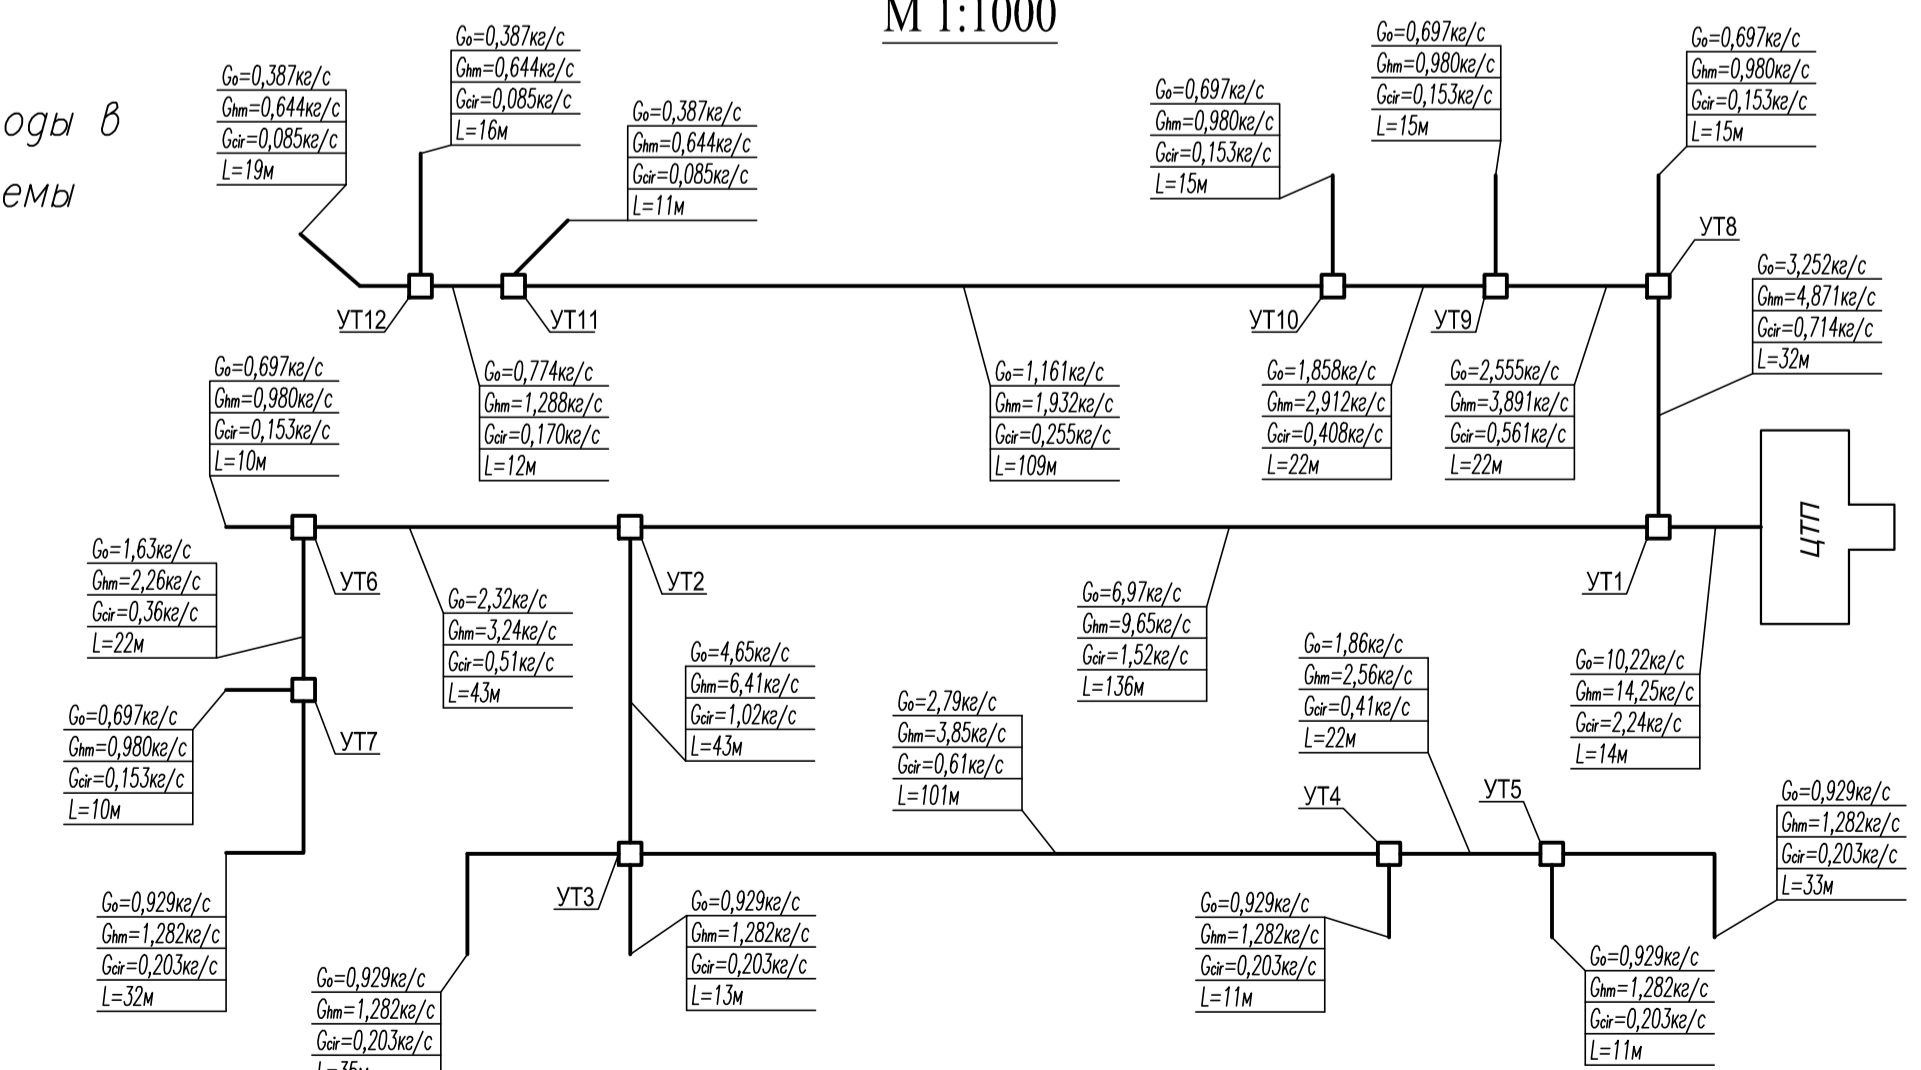 М 1:1000
оды в
емы
Go=0,387кг/с
Ghm=0,644кг/с
Gcir=0,085кг/с
L=19м
Go=0,387кг/с
Ghm=0,644кг/с
Gcir=0,085кг/с
L=16м
Go=0,387кг/с
Ghm=0,644кг/с
Gcir=0,085кг/с
L=11м
Go=0,697кг/с
Ghm=0,980кг/с
Gcir=0,153кг/с
L=15м
Go=0,697кг/с
Ghm=0,980кг/с
Gcir=0,153кг/с
L=15м
Go=0,697кг/с
Ghm=0,980кг/с
Gcir=0,153кг/с
L=15м
УТ8
УТ12
УТ11
УТ10
УТ9
Go=3,252кг/с
Ghm=4,871кг/с
Gcir=0,714кг/с
L=32м
Go=0,697кг/с
Ghm=0,980кг/с
Gcir=0,153кг/с
L=10м
Go=0,774кг/с
Ghm=1,288кг/с
Gcir=0,170кг/с
L=12м
Go=1,161кг/с
Ghm=1,932кг/с
Gcir=0,255кг/с
L=109м
Go=1,858кг/с
Ghm=2,912кг/с
Gcir=0,408кг/с
L=22м
Go=2,555кг/с
Ghm=3,891кг/с
Gcir=0,561кг/с
L=22м
ЦТП
УТ6
УТ2
УТ1
Go=1,63кг/с
Ghm=2,26кг/с
Gcir=0,36кг/с
L=22м
Go=2,32кг/с
Ghm=3,24кг/с
Gcir=0,51кг/с
L=43м
Go=4,65кг/с
Ghm=6,41кг/с
Gcir=1,02кг/с
L=43м
Go=6,97кг/с
Ghm=9,65кг/с
Gcir=1,52кг/с
L=136м
Go=1,86кг/с
Ghm=2,56кг/с
Gcir=0,41кг/с
L=22м
Go=10,22кг/с
Ghm=14,25кг/с
Gcir=2,24кг/с
L=14м
Go=0,697кг/с
Ghm=0,980кг/с
Gcir=0,153кг/с
L=10м
УТ7
Go=2,79кг/с
Ghm=3,85кг/с
Gcir=0,61кг/с
L=101м
УТ4
УТ5
Go=0,929кг/с
Ghm=1,282кг/с
Gcir=0,203кг/с
L=33м
УТ3
Go=0,929кг/с
Ghm=1,282кг/с
Gcir=0,203кг/с
L=32м
Go=0,929кг/с
Ghm=1,282кг/с
Gcir=0,203кг/с
L=35м
Go=0,929кг/с
Ghm=1,282кг/с
Gcir=0,203кг/с
L=13м
Go=0,929кг/с
Ghm=1,282кг/с
Gcir=0,203кг/с
L=11м
Go=0,929кг/с
Ghm=1,282кг/с
Gcir=0,203кг/с
L=11м